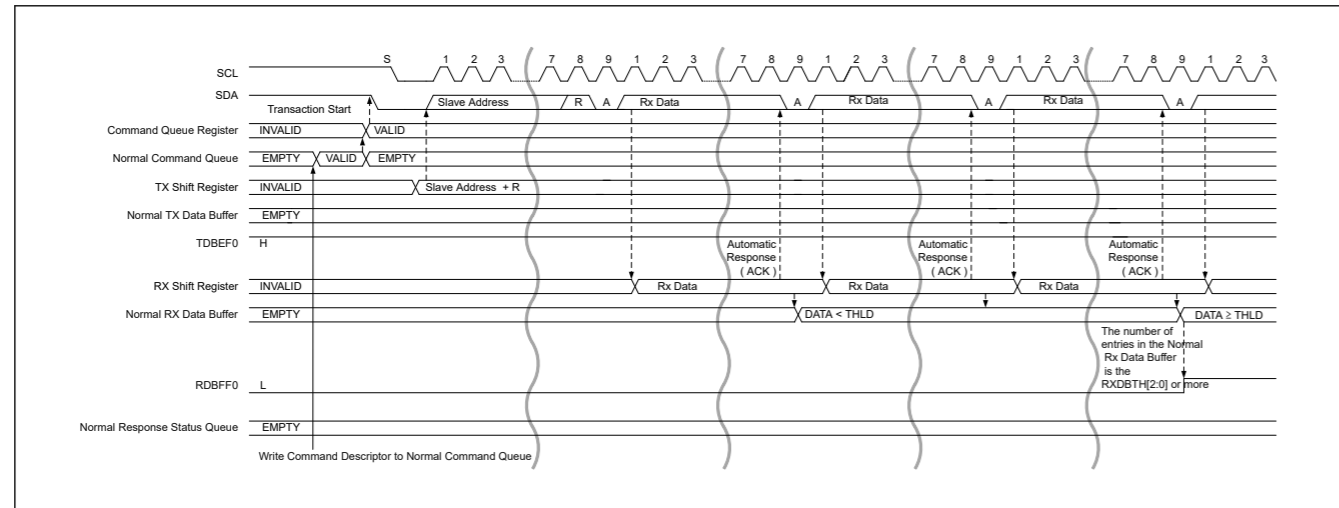 S 1 2 3 7 8 9 1 2 3 7 8 9 1 2 3 7 8 9 1 2 3 7 8 9 1 2 3
SCL
SDA
Transaction Start
Slave Address R A Rx Data A Rx Data A Rx Data A
Command Queue Register INVALID VALID
Normal Command Queue EMPTY VALID EMPTY
TX Shift Register INVALID Slave Address + R
Normal TX Data Buffer EMPTY
TDBEF0 H
Automatic
Response
( ACK )
Automatic
Response
( ACK )
Automatic
Response
( ACK )
RX Shift Register INVALID Rx Data Rx Data Rx Data
Normal RX Data Buffer EMPTY DATA < THLD DATA ≥ THLD
The number of
entries in the Normal
Rx Data Buffer
is the
RXDBTH[2:0] or more
RDBFF0 L
Normal Response Status Queue EMPTY
Write Command Descriptor to Normal Command Queue